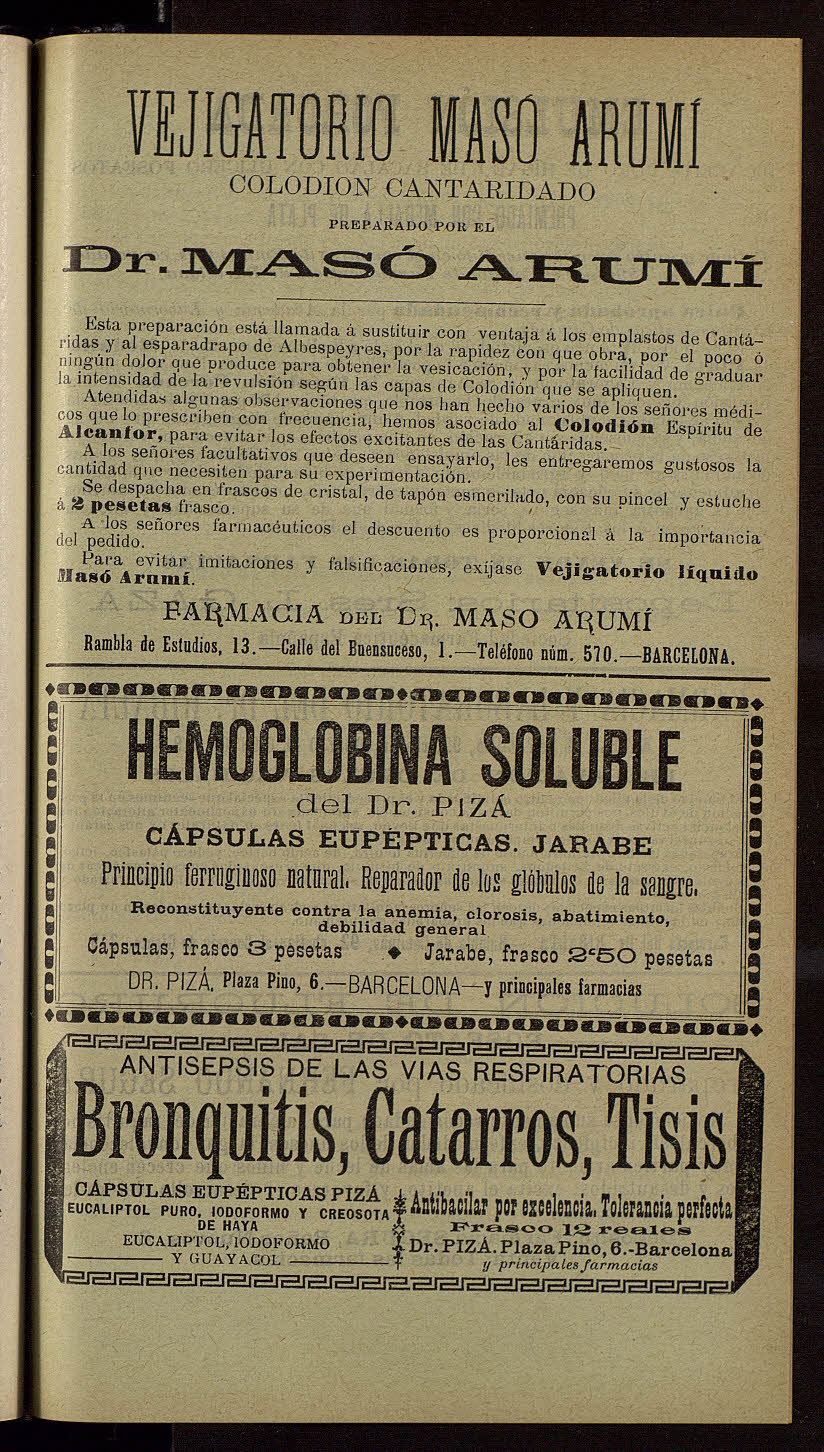 VEJIGATORIO MASÓ ARUMÍ
COLODION CANTARIDADO
PREPARADO POR EL
Dr. MASÓ ARUMÍ
Esta preparación está llamada á sustituir con ventaja á los emplastos de Cantá-
ridas y al esparadrapo de Albespeyres, por la rapidez con que obra, por el poco ó
ningún dolor que produce para obtener la vesicación, y por la facilidad de graduar
la intensidad de la revulsión según las capas de Colodión que se apliquen.
Atendidas algunas observaciones que nos han hecho varios de los señores médi-
cos que lo prescriben con frecuencia, hemos asociado al Colodión Espíritu de
Alcanfor, para evitar los efectos excitantes de las Cantáridas.
A los señores facultativos que deseen ensayarlo, les entregaremos gustosos la
cantidad que necesiten para su experimentación.
Se despacha en frascos de cristal, de tapón esmerilado, con su pincel y estuche
á 2 pesetas frasco.
A los señores farmacéuticos el descuento es proporcional á la importancia
del pedido.
Para evitar imitaciones y falsificaciones, exíjase Vejigatorio líquido
Masó Arumí.
FARMACIA DEL DR. MASO ARUMÍ
Rambla de Estudios, 13.—Calle del Buensuceso, 1.—Teléfono núm. 570.—BARCELONA.
HEMOGLOBINA SOLUBLE
del Dr. PIZÁ
CÁPSULAS EUPÉPTICAS. JARABE
Principio ferruginoso natural. Reparador de los glóbulos de la sangre.
Reconstituyente contra la anemia, clorosis, abatimiento,
debilidad general
Cápsulas, frasco 3 pesetas ♦ Jarabe, frasco 2‘50 pesetas
DR. PIZÁ, Plaza Pino, 6.—BARCELONA—y principales farmacias
ANTISEPSIS DE LAS VIAS RESPIRATORIAS
Bronquitis, Catarros, Tisis
CÁPSULAS EUPÉPTICAS PIZÁ
EUCALIPTOL PURO, IODOFORMO Y CREOSOTA
DE HAYA
EUCALIPTOL, IODOFORMO
Y GUAYACOL
Antibacilar por excelencia. Tolerancia perfecta
Frasco 12 reales
Dr. PIZÁ. Plaza Pino, 6.-Barcelona
y principales farmacias